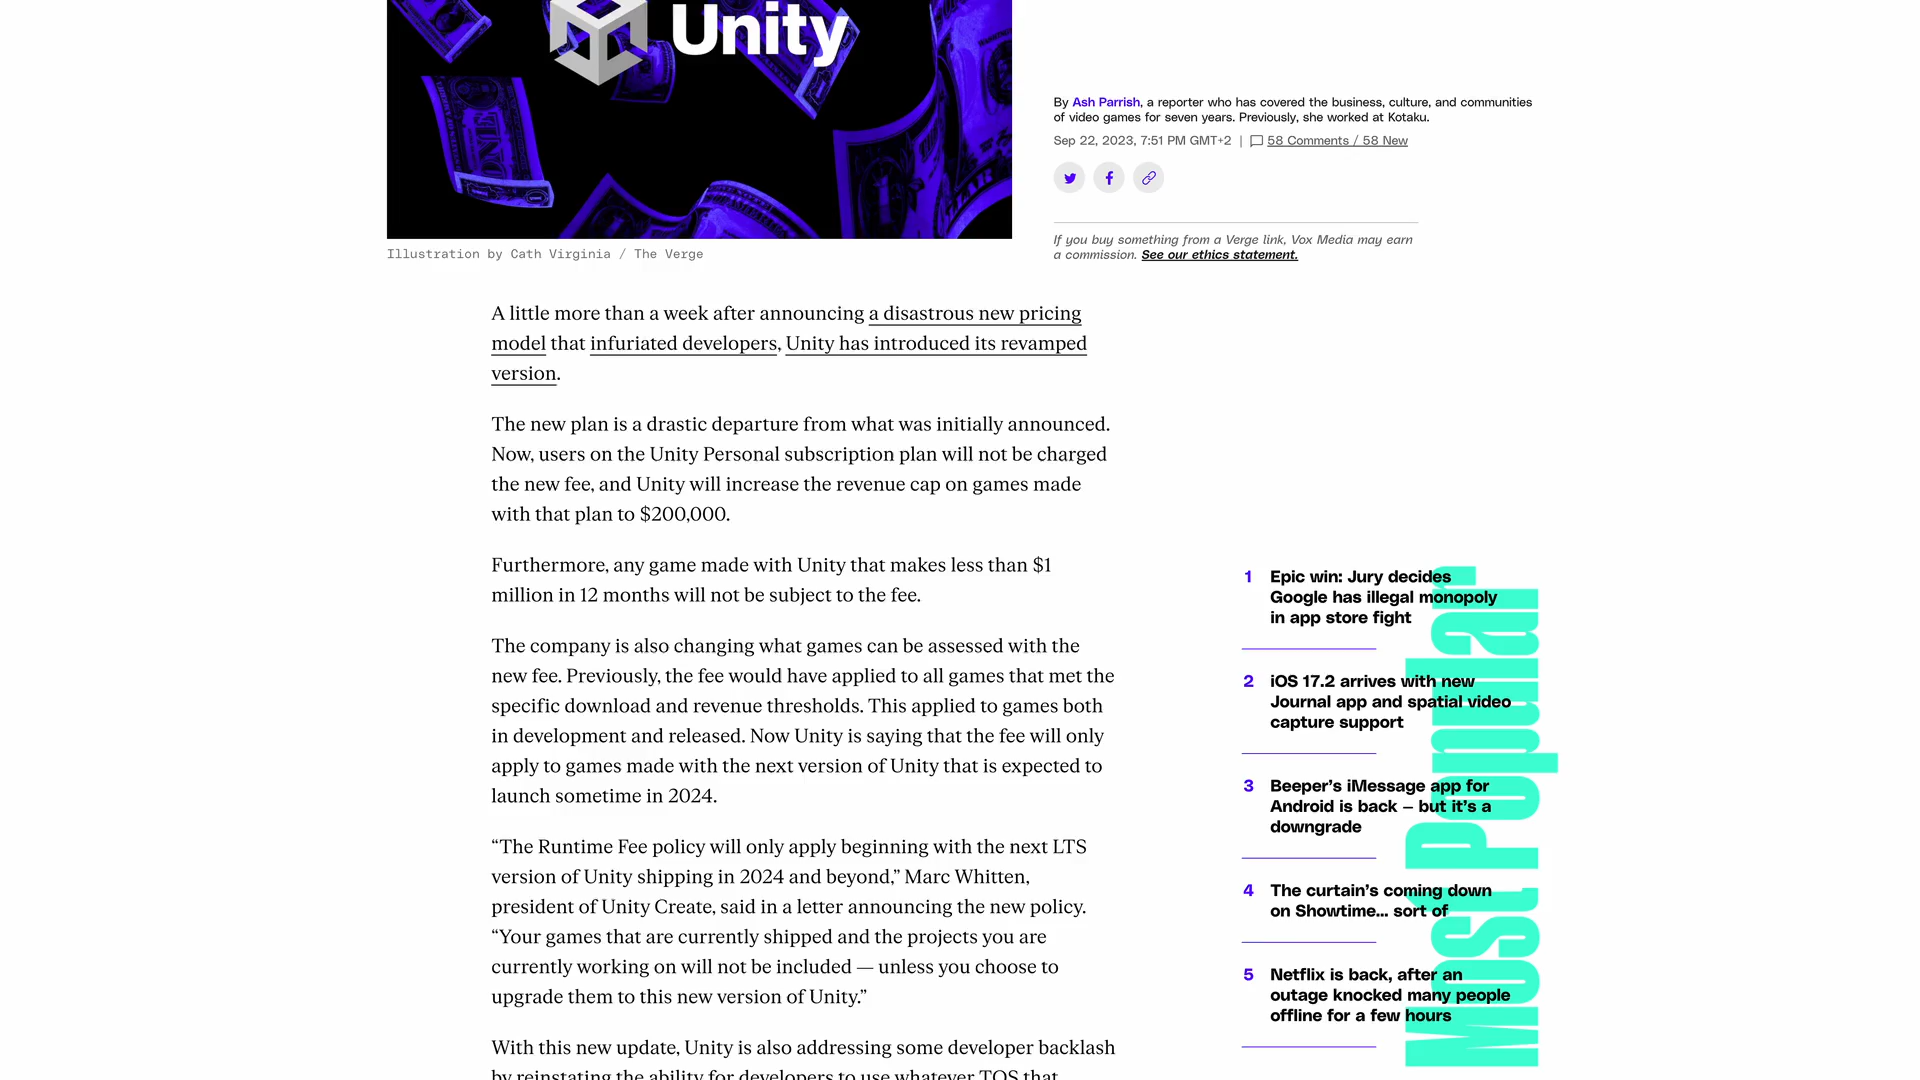 Unity
By Ash Parrish, a reporter who has covered the business, culture, and communities
of video games for seven years. Previously, she worked at Kotaku.
Sep 22, 2023, 7:51 PM GMT+2 | 58 Comments / 58 New
If you buy something from a Verge link, Vox Media may earn
a commission. See our ethics statement.
Illustration by Cath Virginia / The Verge
A little more than a week after announcing a disastrous new pricing
model that infuriated developers, Unity has introduced its revamped
version.
The new plan is a drastic departure from what was initially announced.
Now, users on the Unity Personal subscription plan will not be charged
the new fee, and Unity will increase the revenue cap on games made
with that plan to $200,000.
Furthermore, any game made with Unity that makes less than $1
million in 12 months will not be subject to the fee.
The company is also changing what games can be assessed with the
new fee. Previously, the fee would have applied to all games that met the
specific download and revenue thresholds. This applied to games both
in development and released. Now Unity is saying that the fee will only
apply to games made with the next version of Unity that is expected to
launch sometime in 2024.
“The Runtime Fee policy will only apply beginning with the next LTS
version of Unity shipping in 2024 and beyond,” Marc Whitten,
president of Unity Create, said in a letter announcing the new policy.
“Your games that are currently shipped and the projects you are
currently working on will not be included — unless you choose to
upgrade them to this new version of Unity.”
With this new update, Unity is also addressing some developer backlash
by reinstating the ability for developers to use whatever TOS that
Most Popular
1 Epic win: Jury decides
Google has illegal monopoly
in app store fight
2 iOS 17.2 arrives with new
Journal app and spatial video
capture support
3 Beeper’s iMessage app for
Android is back — but it’s a
downgrade
4 The curtain’s coming down
on Showtime... sort of
5 Netflix is back, after an
outage knocked many people
offline for a few hours